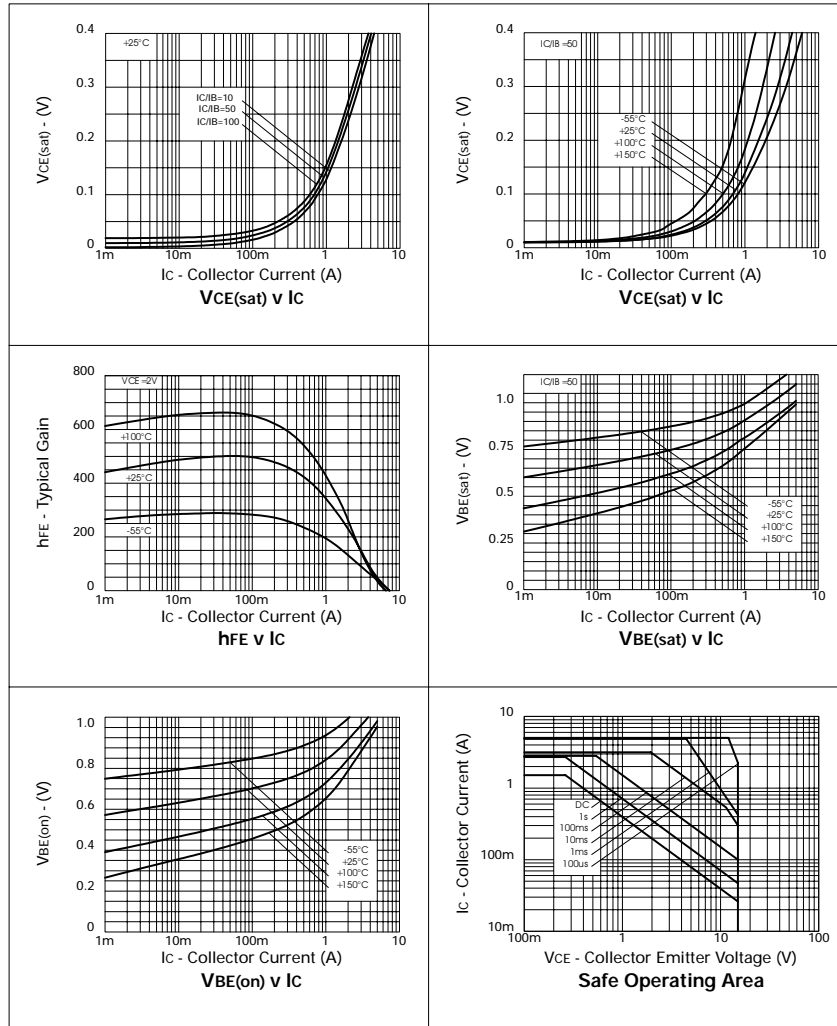 0.4
+25°C
0.3
IC/IB=10
IC/IB=50
IC/IB=100
0.2
0.1
0
VCE(sat) - (V)
1m 10m 100m 1 10
IC - Collector Current (A)
VCE(sat) v IC
0.4
IC/IB=50
0.3
-55°C
+25°C
+100°C
+150°C
0.2
0.1
0
VCE(sat) - (V)
1m 10m 100m 1 10
IC - Collector Current (A)
VCE(sat) v IC
800
VCE=2V
600
+100°C
400
+25°C
200
-55°C
0
hFE - Typical Gain
1m 10m 100m 1 10
IC - Collector Current (A)
hFE v IC
IC/IB=50
1.0
0.75
0.5
-55°C
+25°C
+100°C
+150°C
0.25
0
VBE(sat) - (V)
1m 10m 100m 1 10
IC - Collector Current (A)
VBE(sat) v IC
1.0
0.8
0.6
0.4
-55°C
+25°C
+100°C
+150°C
0.2
0
VBE(on) - (V)
1m 10m 100m 1 10
IC - Collector Current (A)
VBE(on) v IC
10
1
DC
1s
100ms
10ms
1ms
100us
100m
10m
IC - Collector Current (A)
100m 1 10 100
VCE - Collector Emitter Voltage (V)
Safe Operating Area